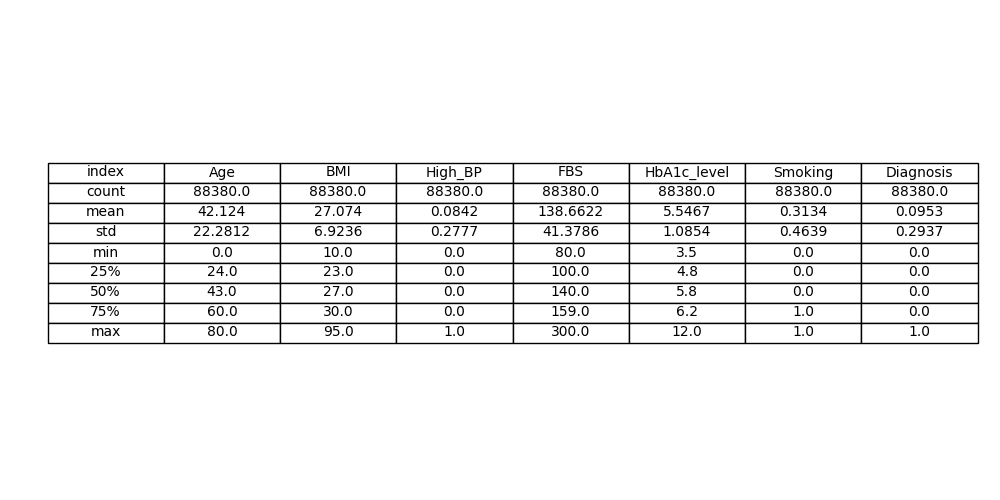 index Age BMI High_BP FBS HbA1c_level Smoking Diagnosis
count 88380.0 88380.0 88380.0 88380.0 88380.0 88380.0 88380.0
mean 42.124 27.074 0.0842 138.6622 5.5467 0.3134 0.0953
std 22.2812 6.9236 0.2777 41.3786 1.0854 0.4639 0.2937
min 0.0 10.0 0.0 80.0 3.5 0.0 0.0
25% 24.0 23.0 0.0 100.0 4.8 0.0 0.0
50% 43.0 27.0 0.0 140.0 5.8 0.0 0.0
75% 60.0 30.0 0.0 159.0 6.2 1.0 0.0
max 80.0 95.0 1.0 300.0 12.0 1.0 1.0